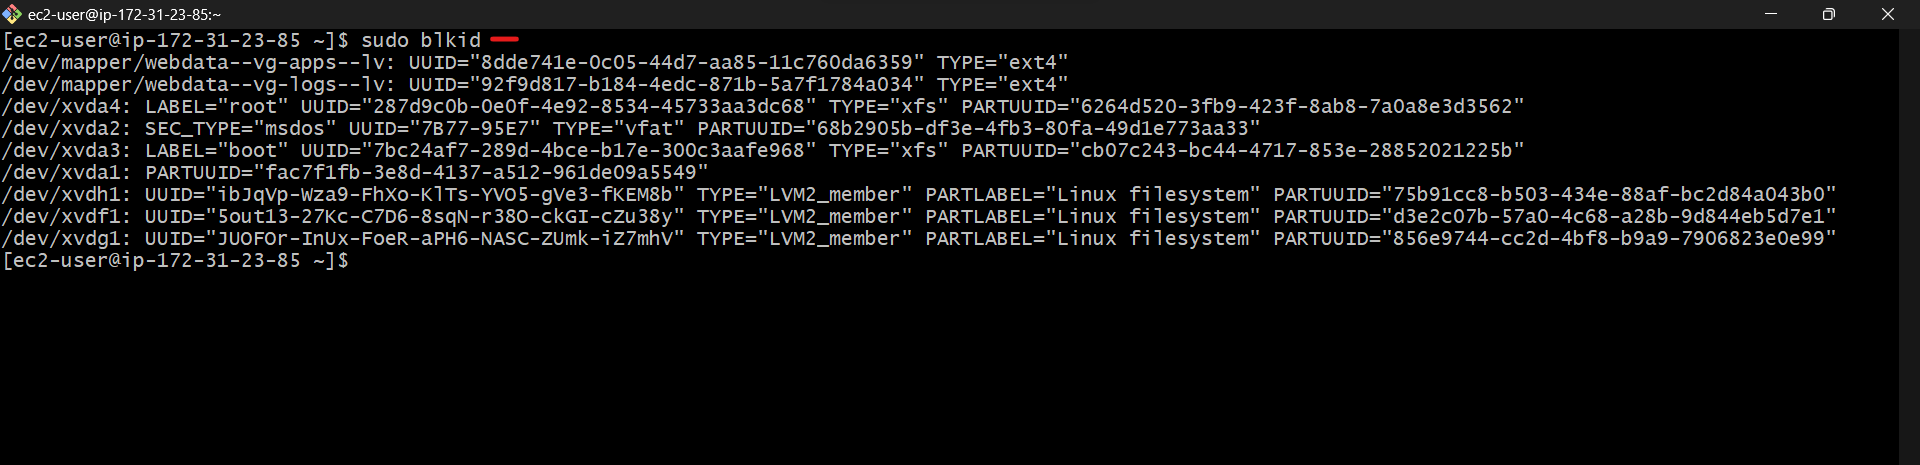 ec2-user@ip-172-31-23-85:~
[ec2-user@ip-172-31-23-85 ~]$ sudo blkid
/dev/mapper/webdata--vg-apps--lv: UUID="8dde741e-0c05-44d7-aa85-11c760da6359" TYPE="ext4"
/dev/mapper/webdata--vg-logs--lv: UUID="92f9d817-b184-4edc-871b-5a7f1784a034" TYPE="ext4"
/dev/xvda4: LABEL="root" UUID="287d9c0b-0e0f-4e92-8534-45733aa3dc68" TYPE="xfs" PARTUUID="6264d520-3fb9-423f-8ab8-7a0a8e3d3562"
/dev/xvda2: SEC_TYPE="msdos" UUID="7B77-95E7" TYPE="vfat" PARTUUID="68b2905b-df3e-4fb3-80fa-49d1e773aa33"
/dev/xvda3: LABEL="boot" UUID="7bc24af7-289d-4bce-b17e-300c3aafe968" TYPE="xfs" PARTUUID="cb07c243-bc44-4717-853e-28852021225b"
/dev/xvda1: PARTUUID="fac7f1fb-3e8d-4137-a512-961de09a5549"
/dev/xvdh1: UUID="ibJqVp-Wza9-FhXo-KlTs-YVO5-gVe3-fKEM8b" TYPE="LVM2_member" PARTLABEL="Linux filesystem" PARTUUID="75b91cc8-b503-434e-88af-bc2d84a043b0"
/dev/xvdf1: UUID="5out13-27Kc-C7D6-8sqN-r38O-ckGI-cZu38y" TYPE="LVM2_member" PARTLABEL="Linux filesystem" PARTUUID="d3e2c07b-57a0-4c68-a28b-9d844eb5d7e1"
/dev/xvdg1: UUID="JUOFOr-InUx-FoeR-aPH6-NASC-ZUmk-iZ7mhV" TYPE="LVM2_member" PARTLABEL="Linux filesystem" PARTUUID="856e9744-cc2d-4bf8-b9a9-7906823e0e99"
[ec2-user@ip-172-31-23-85 ~]$